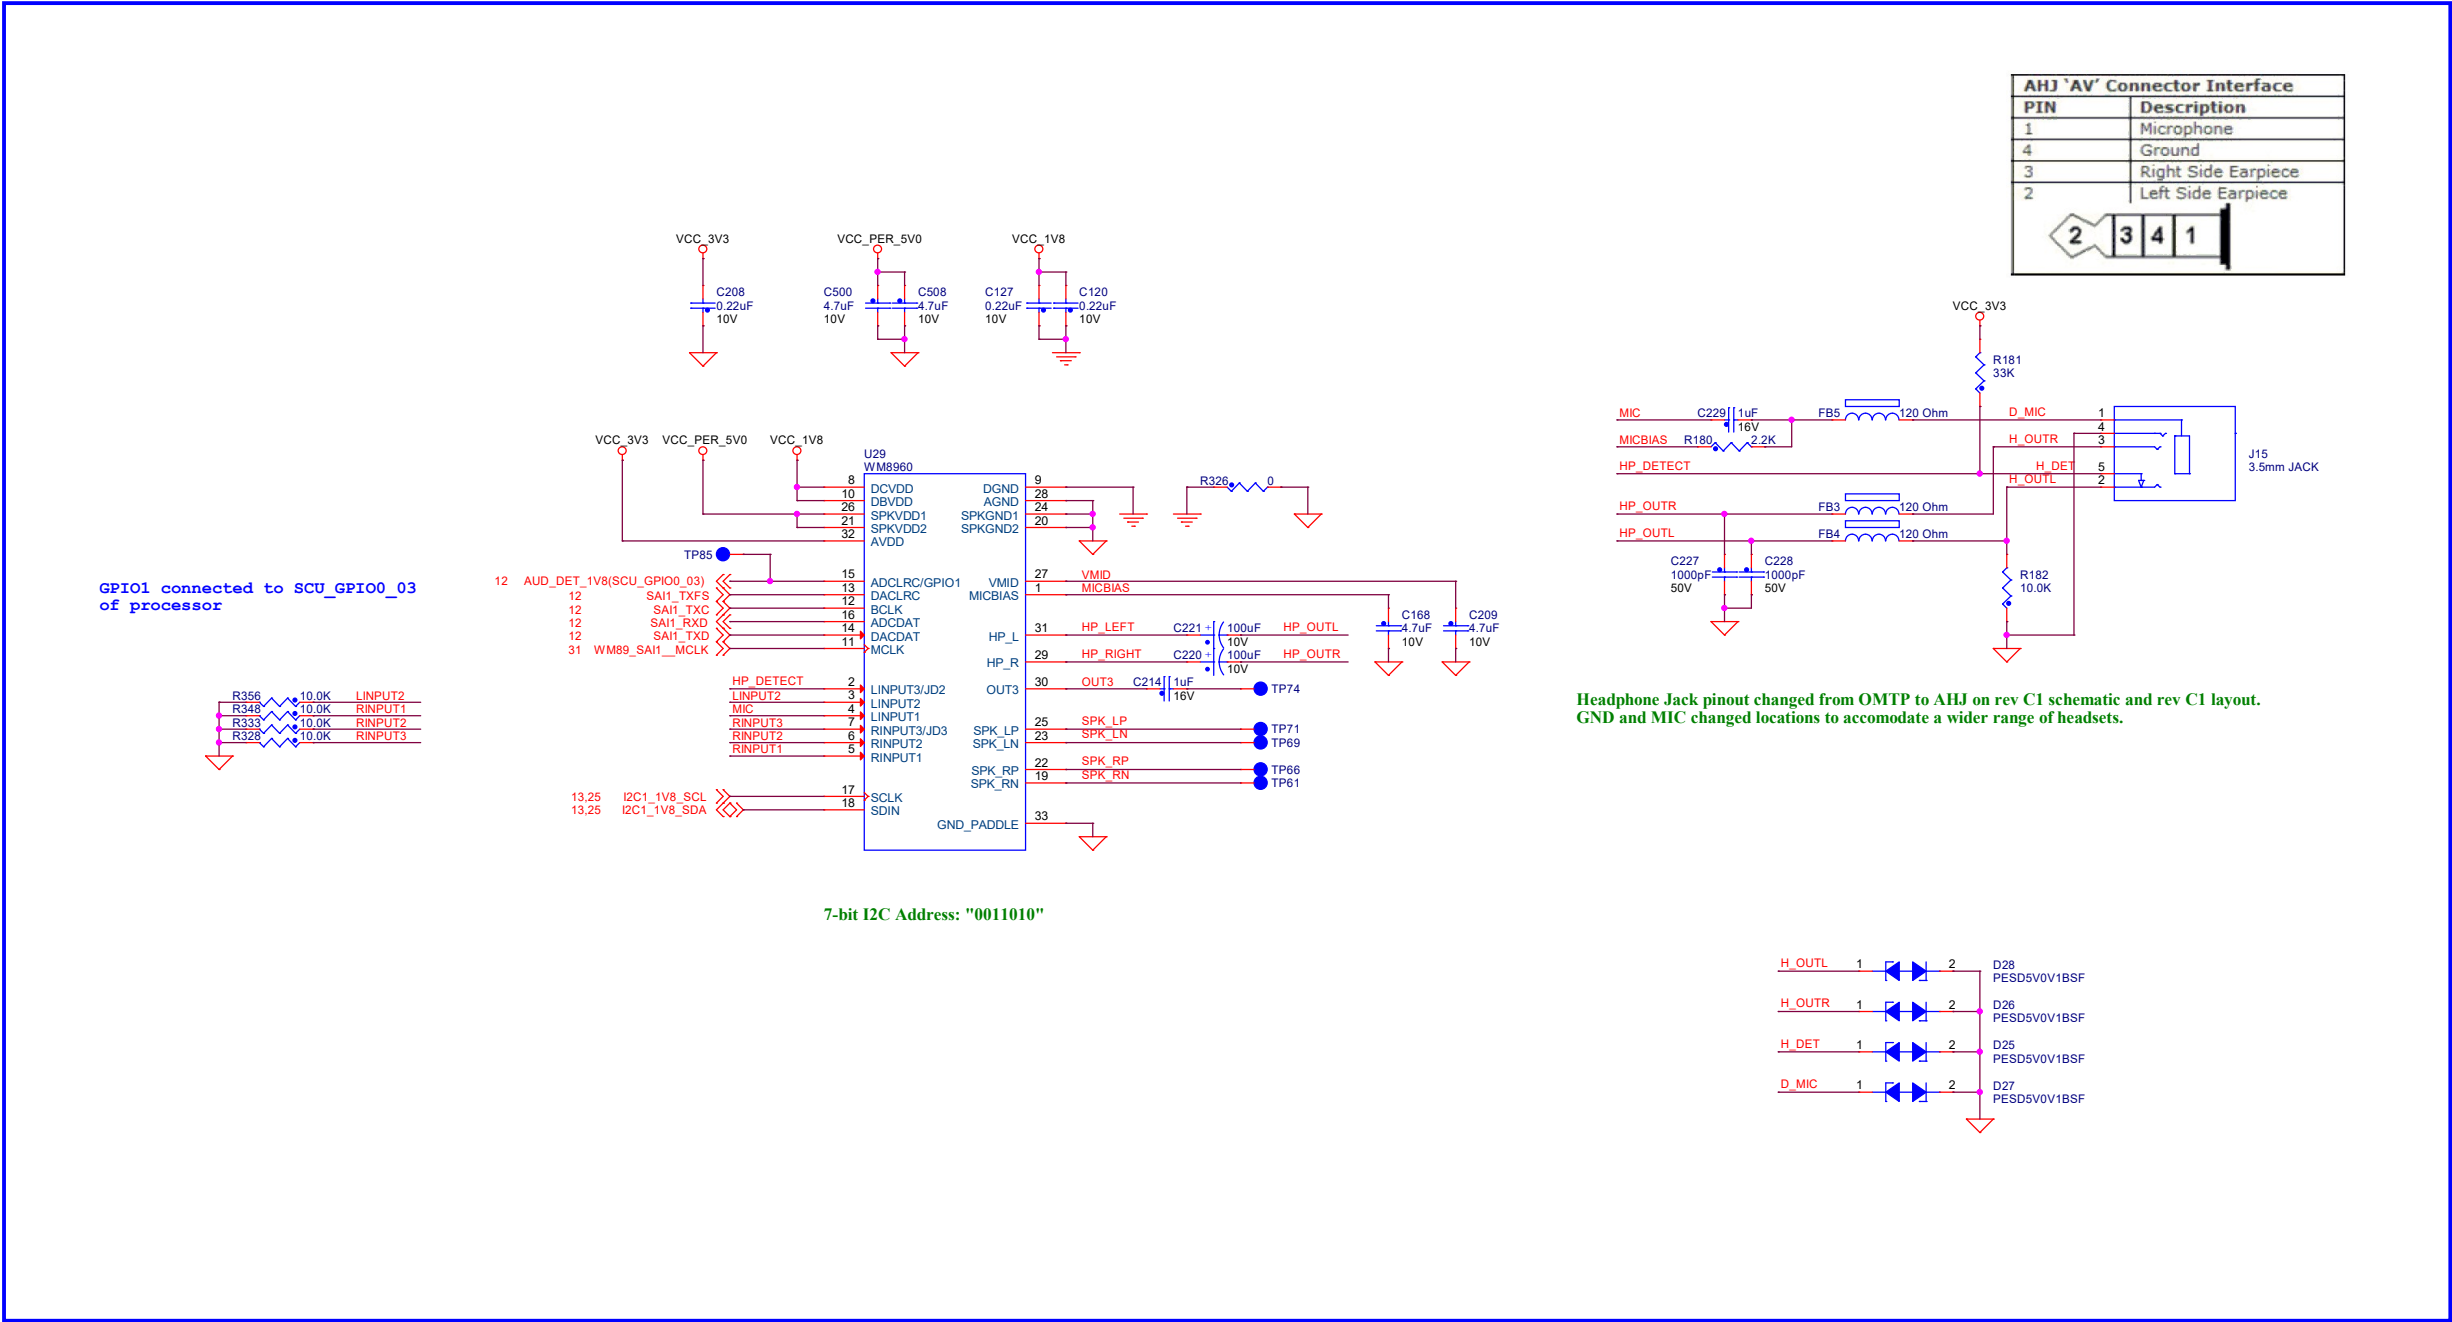 AHJ 'AV' Connector Interface
PIN Description
1 Microphone
4 Ground
3 Right Side Earpiece
2 Left Side Earpiece
2 3 4 1
VCC_3V3 VCC_PER_5V0 VCC_1V8
C208 C500 C508 C127 C120
0.22uF 4.7uF 4.7uF 0.22uF 0.22uF
10V 10V 10V 10V 10V
VCC_3V3
R181
33K
MIC C229 1uF FB5 120 Ohm D_MIC 1
16V
4
MICBIAS R180 2.2K H_OUTR 3
HP_DETECT H_DET 5
H_OUTL 2
J15
3.5mm JACK
HP_OUTR FB3 120 Ohm
HP_OUTL FB4 120 Ohm
C227 C228
1000pF 1000pF
50V 50V
R182
10.0K
VCC_3V3 VCC_PER_5V0 VCC_1V8
U29
WM8960
8 DCVDD DGND 9
10 DBVDD AGND 28
26 SPKVDD1 SPKGND1 24
21 SPKVDD2 SPKGND2 20
32 AVDD
R326 0
TP85
GPIO1 connected to SCU_GPIO0_03
of processor
12 AUD_DET_1V8(SCU_GPIO0_03) 15 ADCLRC/GPIO1 VMID 27 VMID
12 SAI1_TXFS 13 DACLRC MICBIAS 1 MICBIAS
12 SAI1_TXC 12 BCLK
12 SAI1_RXD 16 ADCDAT
12 SAI1_TXD 14 DACDAT HP_L 31 HP_LEFT C221 + 100uF HP_OUTL
10V
31 WM89_SAI1__MCLK 11 MCLK
HP_R 29 HP_RIGHT C220 + 100uF HP_OUTR
10V
C168 C209
4.7uF 4.7uF
10V 10V
HP_DETECT 2 LINPUT3/JD2 OUT3 30 OUT3 C214 1uF TP74
16V
LINPUT2 3 LINPUT2
MIC 4 LINPUT1
RINPUT3 7 RINPUT3/JD3 SPK_LP 25 SPK_LP TP71
RINPUT2 6 RINPUT2 SPK_LN 23 SPK_LN TP69
RINPUT1 5 RINPUT1
SPK_RP 22 SPK_RP TP66
SPK_RN 19 SPK_RN TP61
R356 10.0K LINPUT2
R348 10.0K RINPUT1
R333 10.0K RINPUT2
R328 10.0K RINPUT3
13,25 I2C1_1V8_SCL 17 SCLK
13,25 I2C1_1V8_SDA 18 SDIN
GND_PADDLE 33
Headphone Jack pinout changed from OMTP to AHJ on rev C1 schematic and rev C1 layout.
GND and MIC changed locations to accomodate a wider range of headsets.
7-bit I2C Address: "0011010"
H_OUTL 1 2 D28
PESD5V0V1BSF
H_OUTR 1 2 D26
PESD5V0V1BSF
H_DET 1 2 D25
PESD5V0V1BSF
D_MIC 1 2 D27
PESD5V0V1BSF